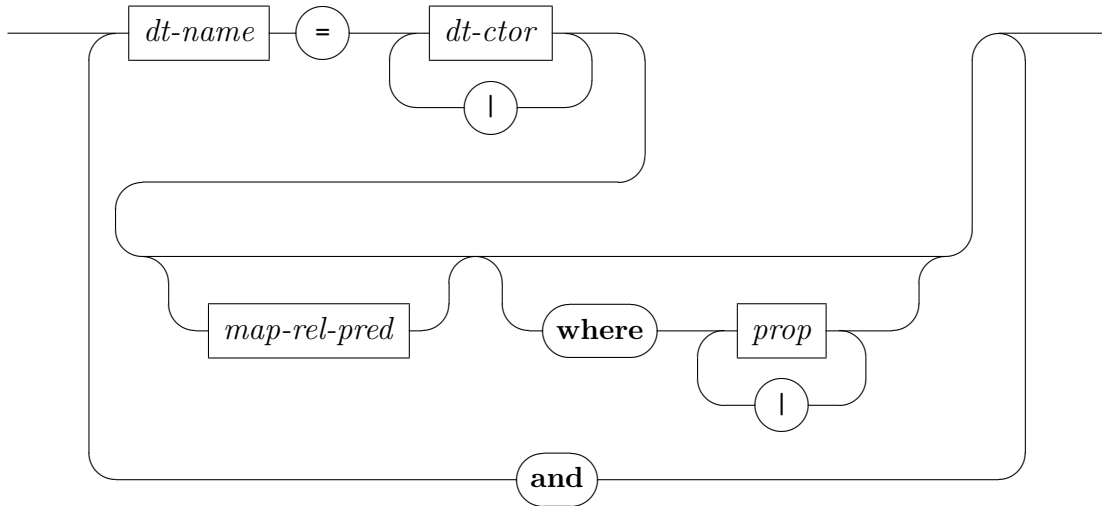 dt-name = dt-ctor
|
map-rel-pred where prop
|
and